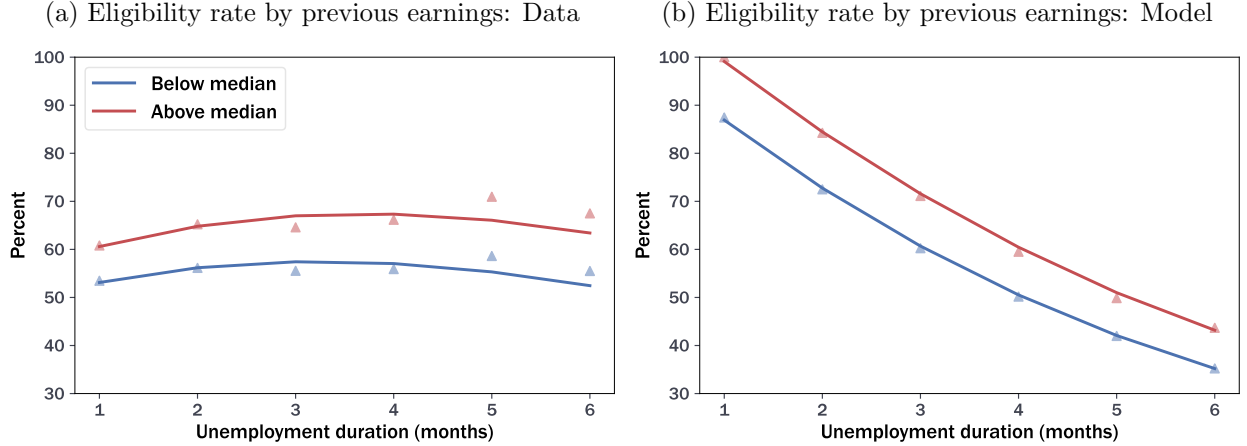 (a) Eligibility rate by previous earnings: Data
100
90
80
70
60
50
40
30
Percent
Below median
Above median
1 2 3 4 5 6
Unemployment duration (months)
(b) Eligibility rate by previous earnings: Model
100
90
80
70
60
50
40
30
Percent
1 2 3 4 5 6
Unemployment duration (months)